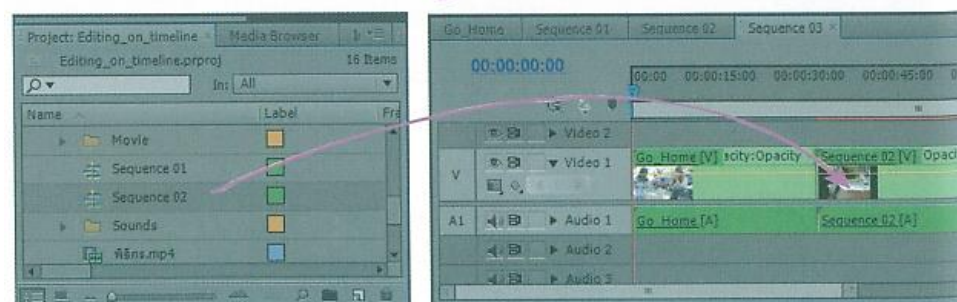 Project: Editing_on_timeline × Media Browser
Editing_on_timeline.prproj 16 Items
In: All
Name Label Fra
Movie
Sequence 01
Sequence 02
Sounds
พิธีกร.mp4
Go_Home Sequence 01 Sequence 02 Sequence 03 ×
00:00:00:00
00:00 00:00:15:00 00:00:30:00 00:00:45:00
Video 2
V Video 1 Go_Home [V] acity:Opacity Sequence 02 [V] Opac
A1 Audio 1 Go_Home [A] Sequence 02 [A]
Audio 2
Audio 3